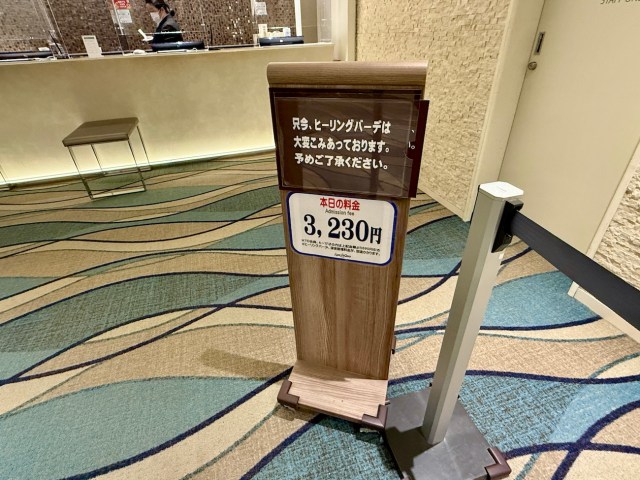 STAFF ON
只今、ヒーリングバーデは
大変こみあっております。
予めご了承ください。
本日の料金
Admission fee
3,230円